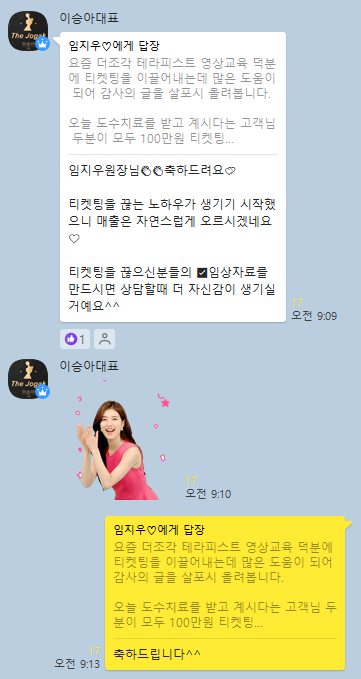 이승아대표
The Jogak
임지우♡에게 답장
요즘 더조각 테라피스트 영상교육 덕분
에 티켓팅을 이끌어내는데 많은 도움이
되어 감사의 글을 살포시 올려봅니다.
오늘 도수치료를 받고 계시다는 고객님
두분이 모두 100만원 티켓팅...
임지우원장님👏👏축하드려요♡
티켓팅을 끊는 노하우가 생기기 시작했
으니 매출은 자연스럽게 오르시겠네요
♡
티켓팅을 끊으신분들의 ☑임상자료를
만드시면 상담할때 더 자신감이 생기실
거예요^^
17
오전 9:09
1
이승아대표
The Jogak
17
오전 9:10
임지우♡에게 답장
요즘 더조각 테라피스트 영상교육 덕분에
티켓팅을 이끌어내는데 많은 도움이 되어
감사의 글을 살포시 올려봅니다.
오늘 도수치료를 받고 계시다는 고객님 두
분이 모두 100만원 티켓팅...
축하드립니다^^
17
오전 9:13